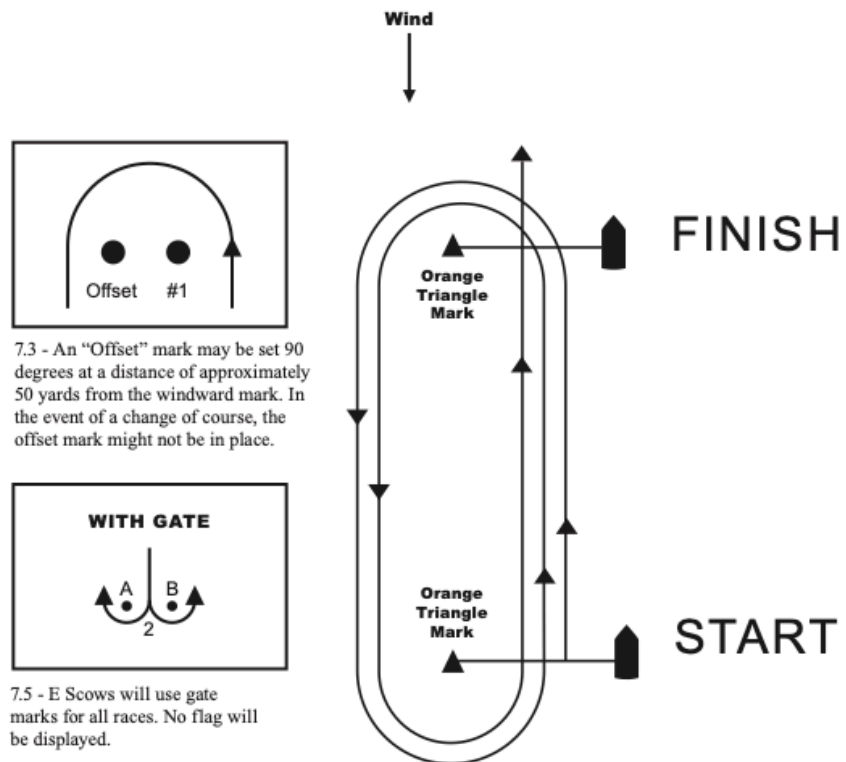 Wind
Offset #1
7.3 - An “Offset” mark may be set 90
degrees at a distance of approximately
50 yards from the windward mark. In
the event of a change of course, the
offset mark might not be in place.
WITH GATE
A B
2
7.5 - E Scows will use gate
marks for all races. No flag will
be displayed.
Orange
Triangle
Mark
FINISH
Orange
Triangle
Mark
START